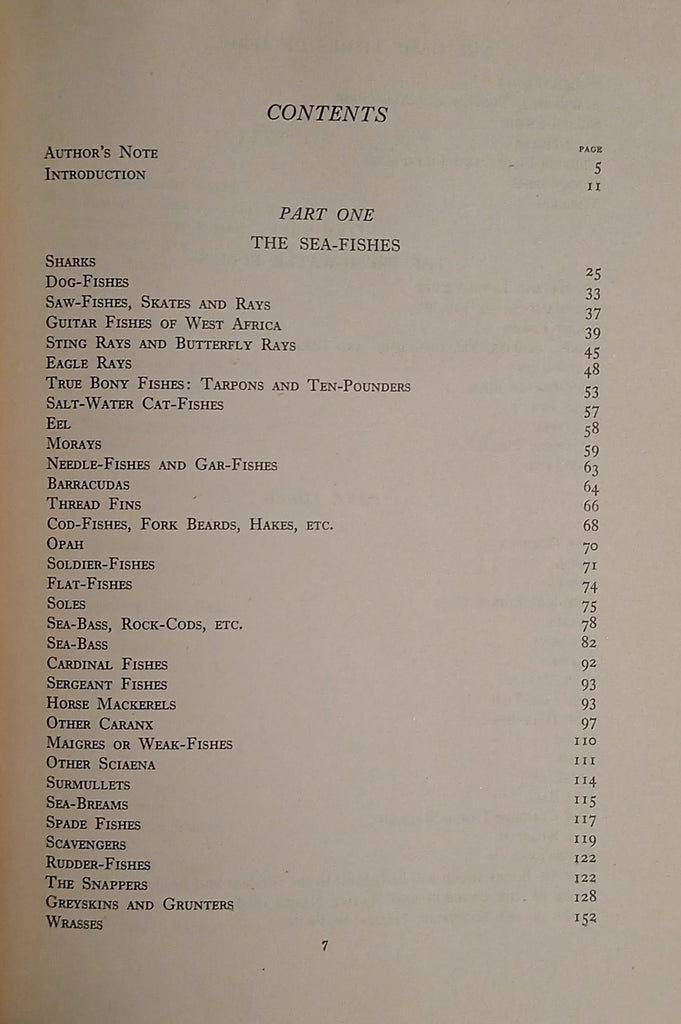 CONTENTS
PAGE
AUTHOR'S NOTE 5
INTRODUCTION 11
PART ONE
THE SEA-FISHES
SHARKS 25
DOG-FISHES 33
SAW-FISHES, SKATES AND RAYS 37
GUITAR FISHES OF WEST AFRICA 39
STING RAYS AND BUTTERFLY RAYS 45
EAGLE RAYS 48
TRUE BONY FISHES: TARPONS AND TEN-POUNDERS 53
SALT-WATER CAT-FISHES 57
EEL 58
MORAYS 59
NEEDLE-FISHES AND GAR-FISHES 63
BARRACUDAS 64
THREAD FINS 66
COD-FISHES, FORK BEARDS, HAKES, ETC. 68
OPAH 70
SOLDIER-FISHES 71
FLAT-FISHES 74
SOLES 75
SEA-BASS, ROCK-CODS, ETC. 78
SEA-BASS 82
CARDINAL FISHES 92
SERGEANT FISHES 93
HORSE MACKERELS 93
OTHER CARANX 97
MAIGRES OR WEAK-FISHES 110
OTHER SCIAENA 111
SURMULLETS 114
SEA-BREAMS 115
SPADE FISHES 117
SCAVENGERS 119
RUDDER-FISHES 122
THE SNAPPERS 122
GREYSKINS AND GRUNTERS 128
WRASSES 152
7